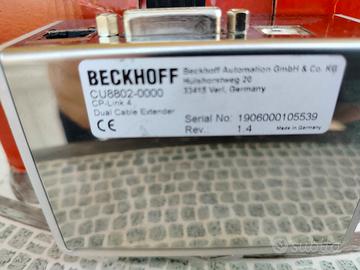 BECKHOFF
Beckhoff Automation GmbH & Co. KG
Hülshorstweg 20
33415 Verl, Germany
CU8802-0000
CP-Link 4
Dual Cable Extender
CE
Serial No: 1906000105539
Rev. 1.4
Made in Germany
subito